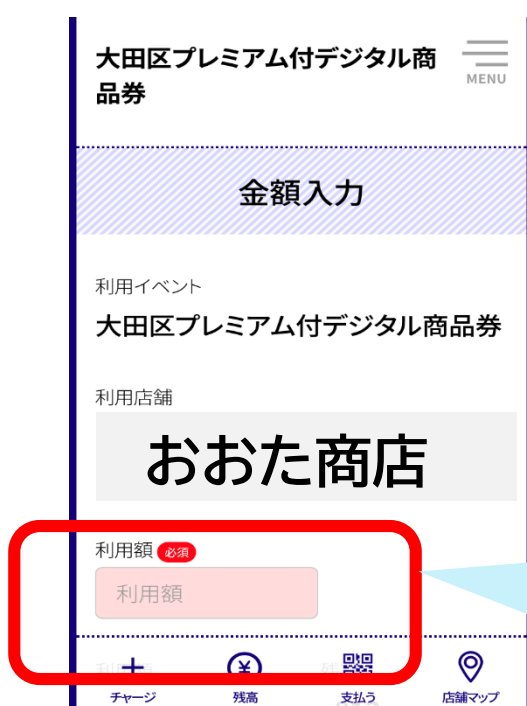 大田区プレミアム付デジタル商
品券
MENU
金額入力
利用イベント
大田区プレミアム付デジタル商品券
利用店舗
おおた商店
利用額 必須
利用額
チャージ
残高
支払う
店舗マップ